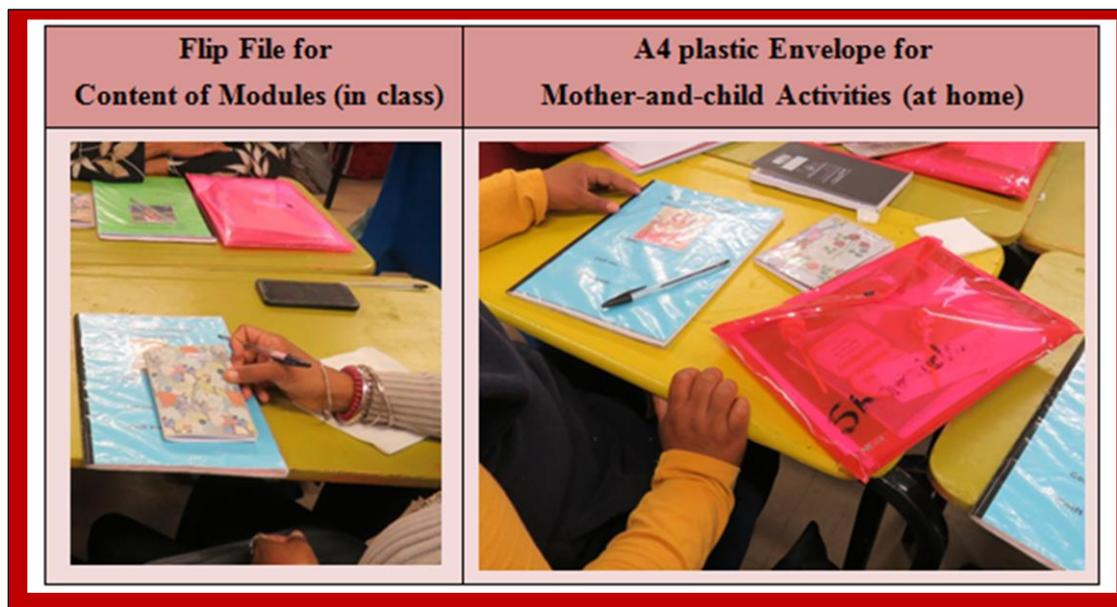 Flip File for
Content of Modules (in class)
A4 plastic Envelope for
Mother-and-child Activities (at home)